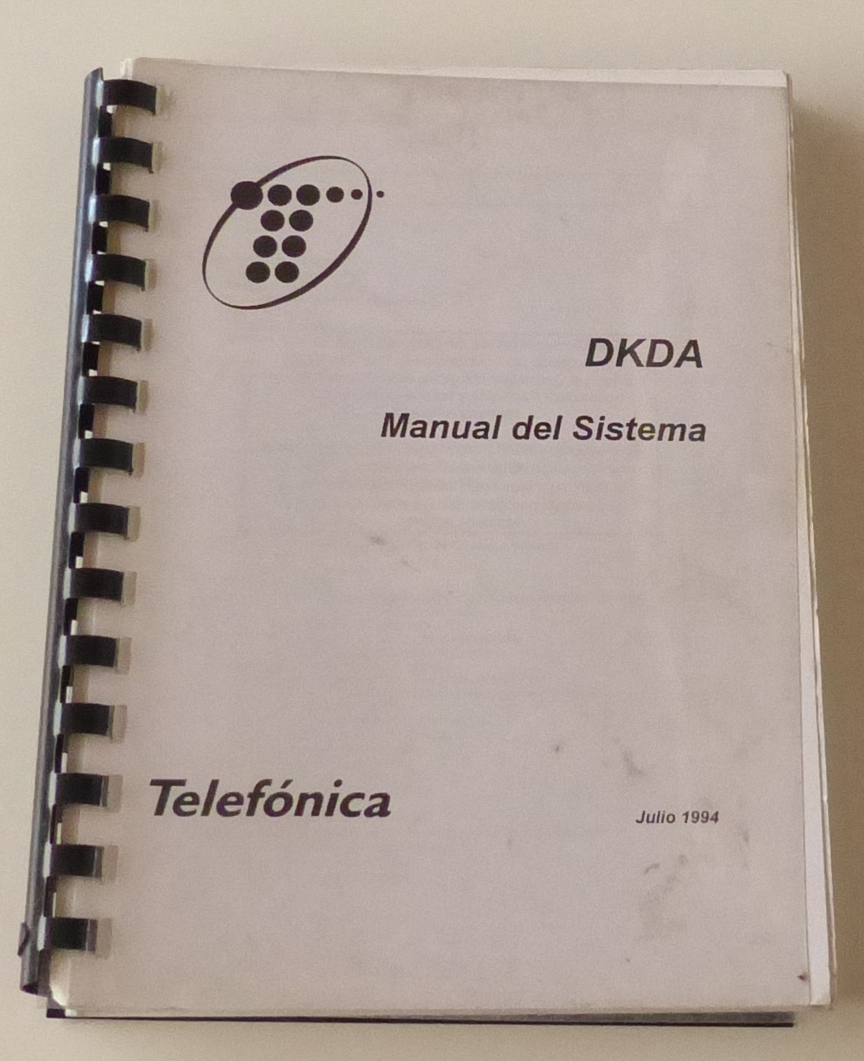 DKDA
Manual del Sistema
Telefónica
Julio 1994